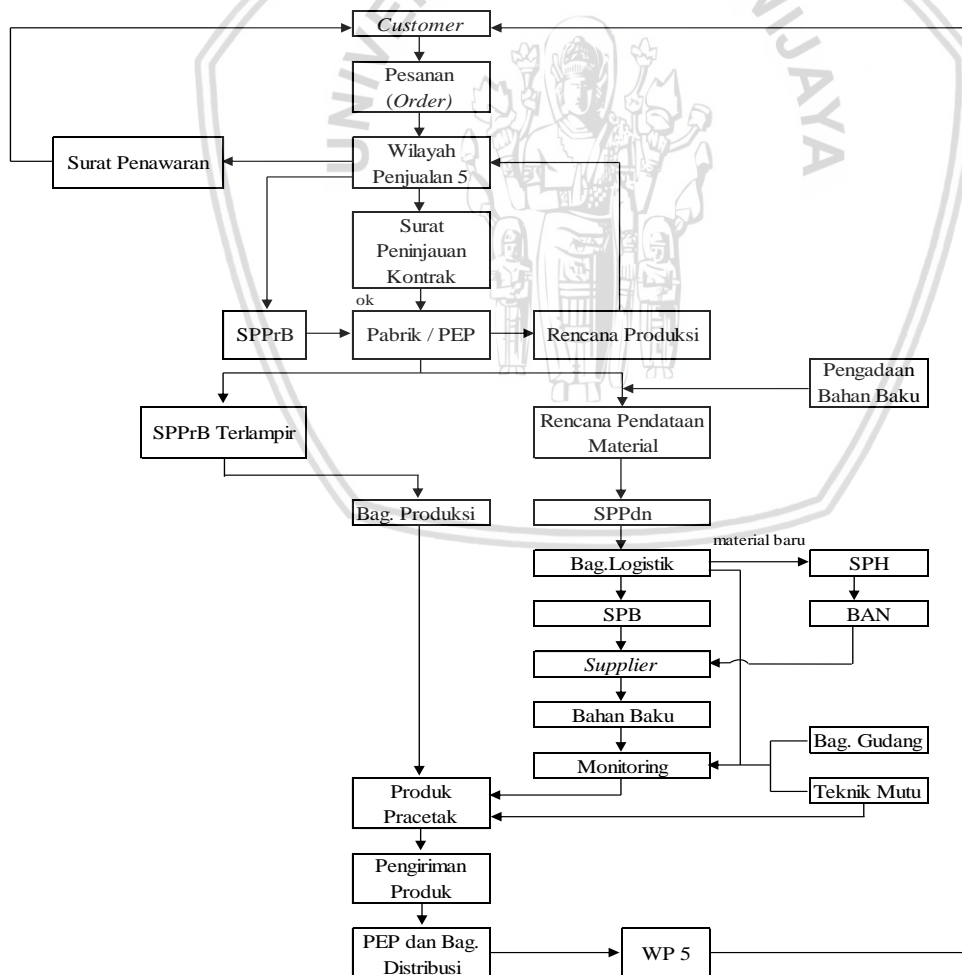 Customer
Pesanan
(Order)
Surat Penawaran
Wilayah
Penjualan 5
Surat
Peninjauan
Kontrak
ok
SPPrB
Pabrik / PEP
Rencana Produksi
Pengadaan
Bahan Baku
SPPrB Terlampir
Rencana Pendataan
Material
Bag. Produksi
SPPdn
material baru
Bag.Logistik
SPH
SPB
BAN
Supplier
Bahan Baku
Bag. Gudang
Monitoring
Produk
Pracetak
Teknik Mutu
Pengiriman
Produk
PEP dan Bag.
Distribusi
WP 5
UNIVE
WIJAYA